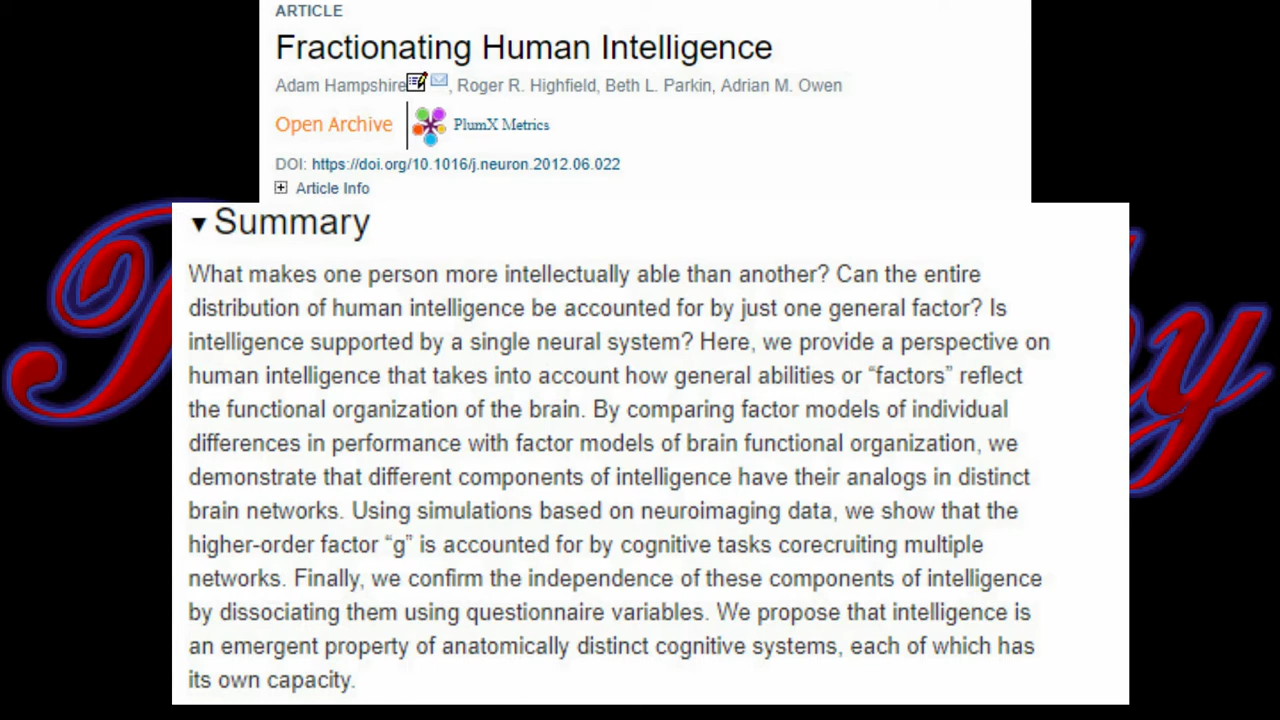 ARTICLE
Fractionating Human Intelligence
Adam Hampshire, Roger R. Highfield, Beth L. Parkin, Adrian M. Owen
Open Archive PlumX Metrics
DOI: https://doi.org/10.1016/j.neuron.2012.06.022
Article Info
Summary
What makes one person more intellectually able than another? Can the entire
distribution of human intelligence be accounted for by just one general factor? Is
intelligence supported by a single neural system? Here, we provide a perspective on
human intelligence that takes into account how general abilities or “factors” reflect
the functional organization of the brain. By comparing factor models of individual
differences in performance with factor models of brain functional organization, we
demonstrate that different components of intelligence have their analogs in distinct
brain networks. Using simulations based on neuroimaging data, we show that the
higher-order factor “g” is accounted for by cognitive tasks corecruiting multiple
networks. Finally, we confirm the independence of these components of intelligence
by dissociating them using questionnaire variables. We propose that intelligence is
an emergent property of anatomically distinct cognitive systems, each of which has
its own capacity.